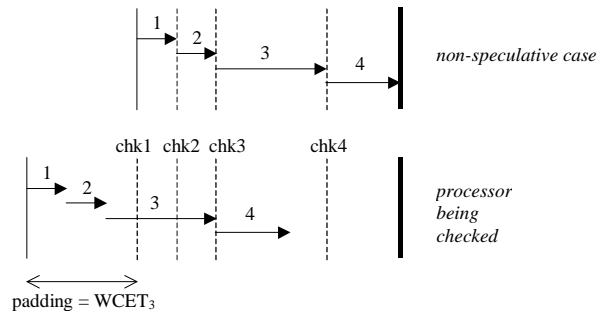 1
2
3
4
non-speculative case
chk1 chk2 chk3 chk4
1
2
3
4
processor
being
checked
padding = WCET₃